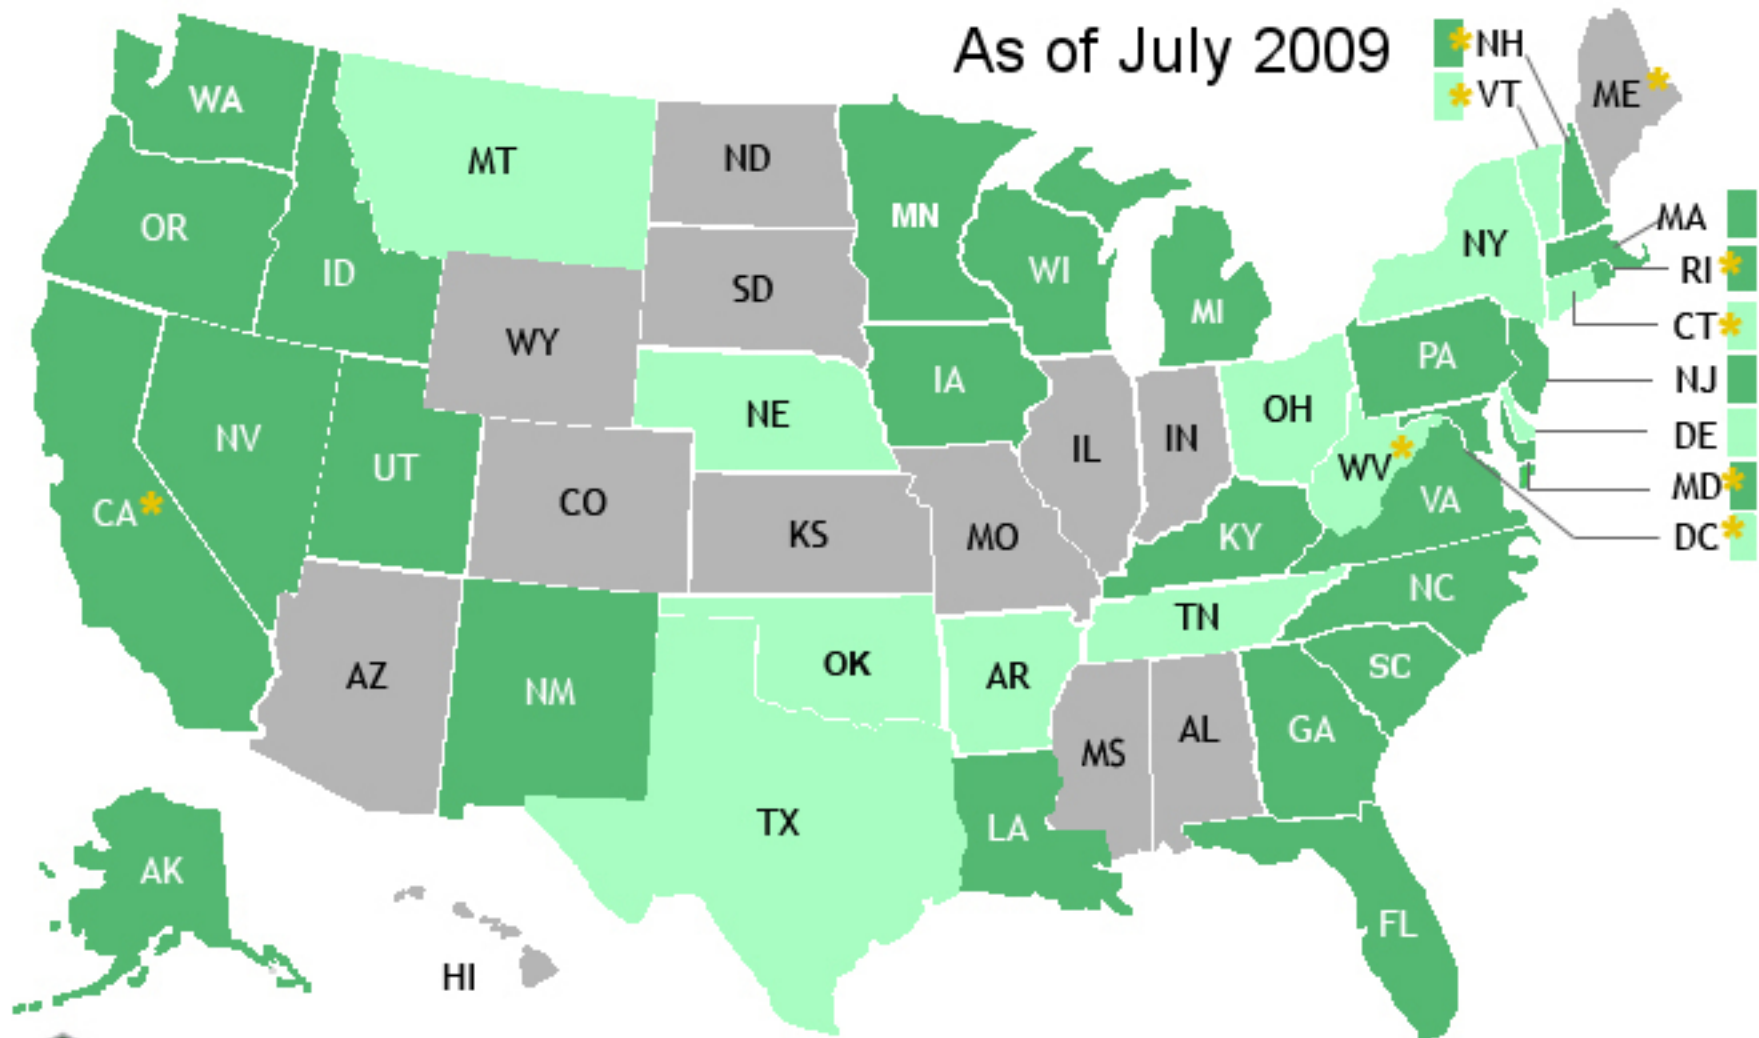 As of July 2009
* NH
* VT
ME *
WA
MT
ND
MN
OR
ID
SD
WI
MI
NY
MA
RI *
CT *
WY
IA
PA
NJ
NE
OH
DE
NV
UT
IL
IN
WV *
MD *
CA *
CO
KS
MO
KY
VA
DC *
NC
TN
AZ
NM
OK
AR
SC
MS
AL
GA
TX
LA
AK
FL
HI